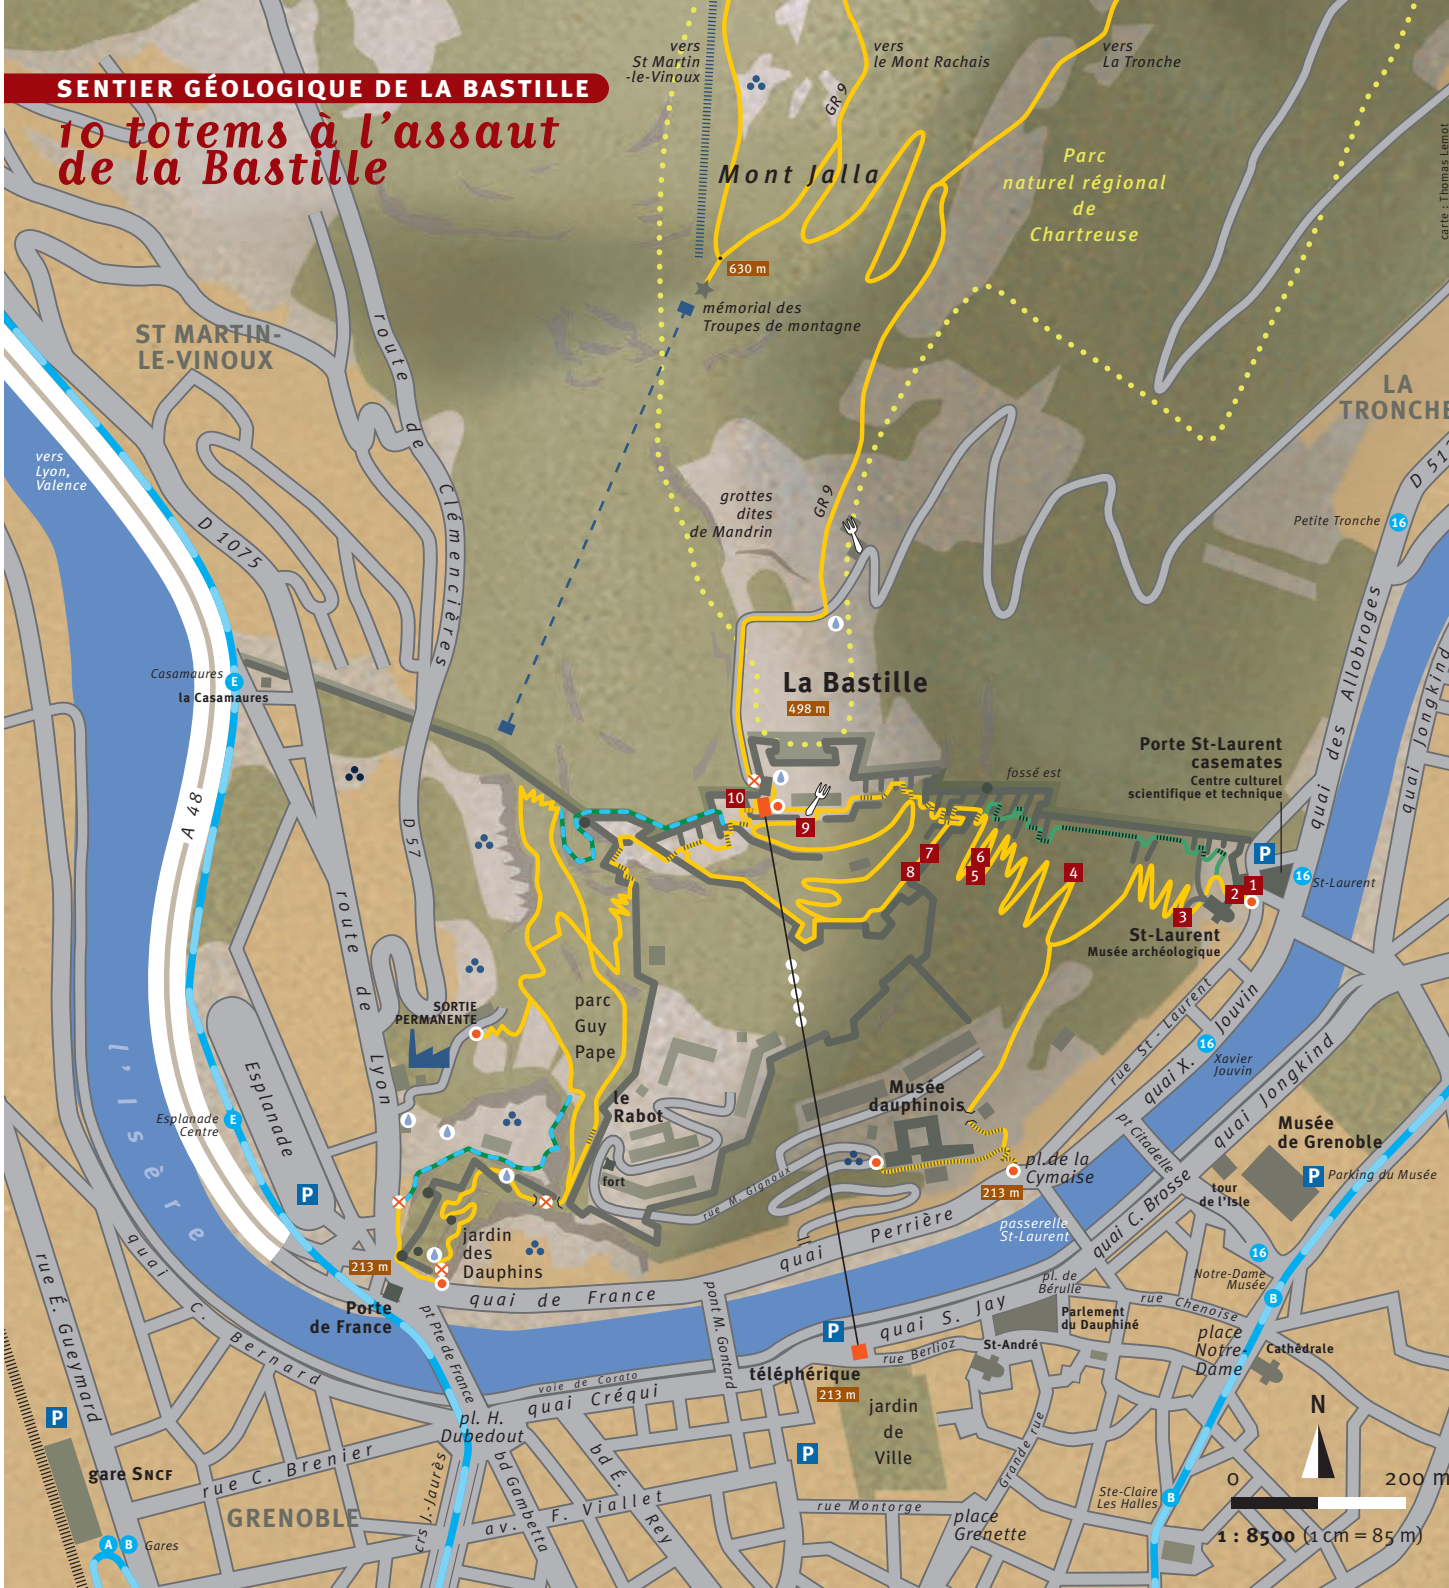 SENTIER GÉOLOGIQUE DE LA BASTILLE
10 totems à l'assaut
de la Bastille
vers
St Martin
-le-Vinoux
vers
le Mont Rachais
vers
La Tronche
GR 9
Mont Jalla
Parc
naturel régional
de
Chartreuse
carte : Thomas Lemot
630 m
mémorial des
Troupes de montagne
ST MARTIN-
LE-VINOUX
LA
TRONCHE
route de Clémencières
vers
Lyon,
Valence
D 1075
grottes
dites
de Mandrin
GR 9
D 51
Petite Tronche
16
quai des Allobroges
quai Jongkind
Casamaures
E
la Casamaures
La Bastille
498 m
Porte St-Laurent
casemates
Centre culturel
scientifique et technique
fossé est
A 48
D 57
10
9
8
7
6
5
4
3
2
1
P
16
St-Laurent
St-Laurent
Musée archéologique
route de Lyon
SORTIE
PERMANENTE
parc
Guy
Pape
le
Rabot
fort
rue M. Gignoux
Musée
dauphinois
pl. de la
Cymaise
213 m
rue St-Laurent
quai X. Jouvin
16
Xavier
Jouvin
quai Jongkind
pt Citadelle
Musée
de Grenoble
P
Parking du Musée
tour
de l'Isle
l'Isère
Esplanade
Esplanade
Centre
E
P
213 m
jardin
des
Dauphins
Porte
de France
quai de France
quai Perrière
passerelle
St-Laurent
quai C. Brosse
16
Notre-Dame
Musée
B
pl. de
Bérulle
rue Chenoise
Parlement
du Dauphiné
place
Notre-
Dame
Cathédrale
quai C. Bernard
rue É. Gueymard
pt Pte de France
pont M. Gontard
P
quai S. Jay
rue Berlioz
St-André
téléphérique
213 m
voie de Corato
quai Créqui
jardin
de
Ville
pl. H.
Dubedout
P
gare SNCF
rue C. Brenier
GRENOBLE
A
B
Gares
crs J.-Jaurès
bd Gambetta
bd É. Rey
av. F. Viallet
P
rue Montorge
Grande rue
place
Grenette
Ste-Claire
Les Halles
B
N
0
200 m
1 : 8500 (1 cm = 85 m)